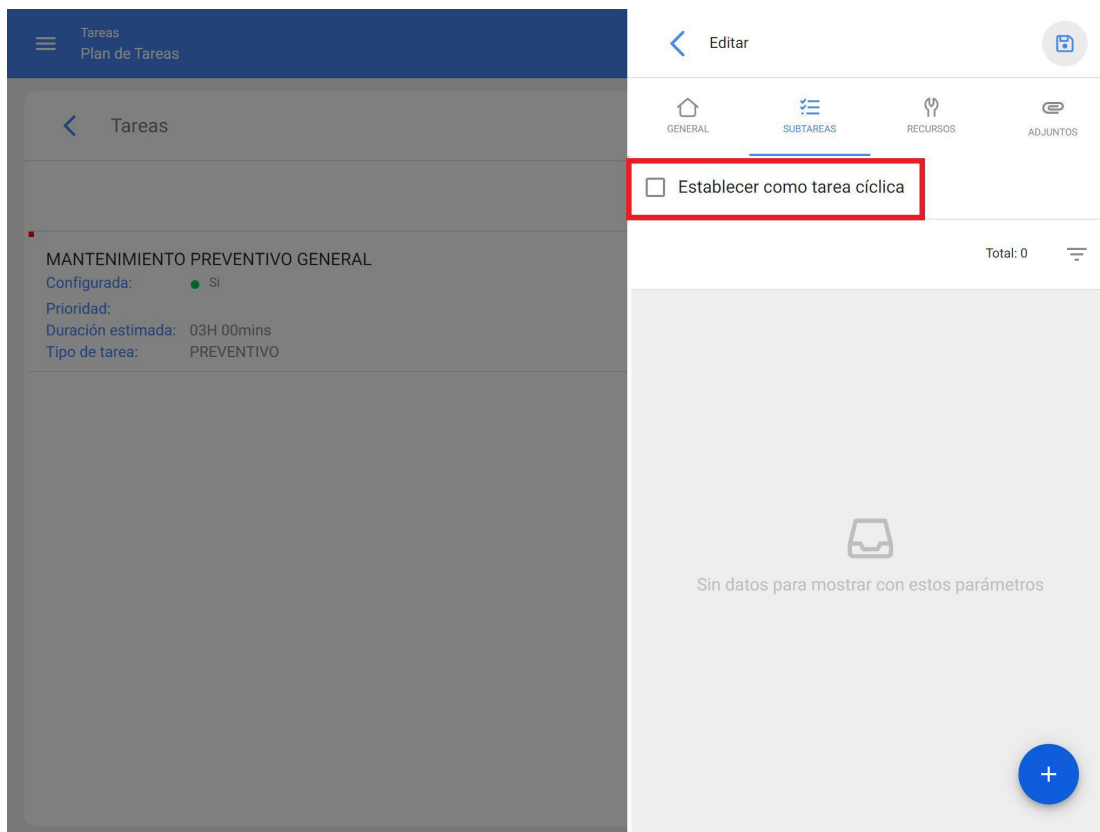 Tareas
Plan de Tareas
Tareas
MANTENIMIENTO PREVENTIVO GENERAL
Configurada: Si
Prioridad:
Duración estimada: 03H 00mins
Tipo de tarea: PREVENTIVO
Editar
GENERAL SUBTAREAS RECURSOS ADJUNTOS
Establecer como tarea cíclica
Total: 0
Sin datos para mostrar con estos parámetros